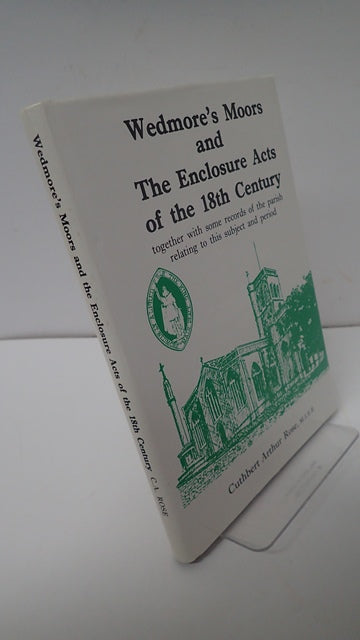 Wedmore's Moors
and
The Enclosure Acts
of the 18th Century
together with some records of the parish
relating to this subject and period
Cuthbert Arthur Rose,
Wedmore's Moors and the Enclosure Acts of the 18th Century C.A. ROSE